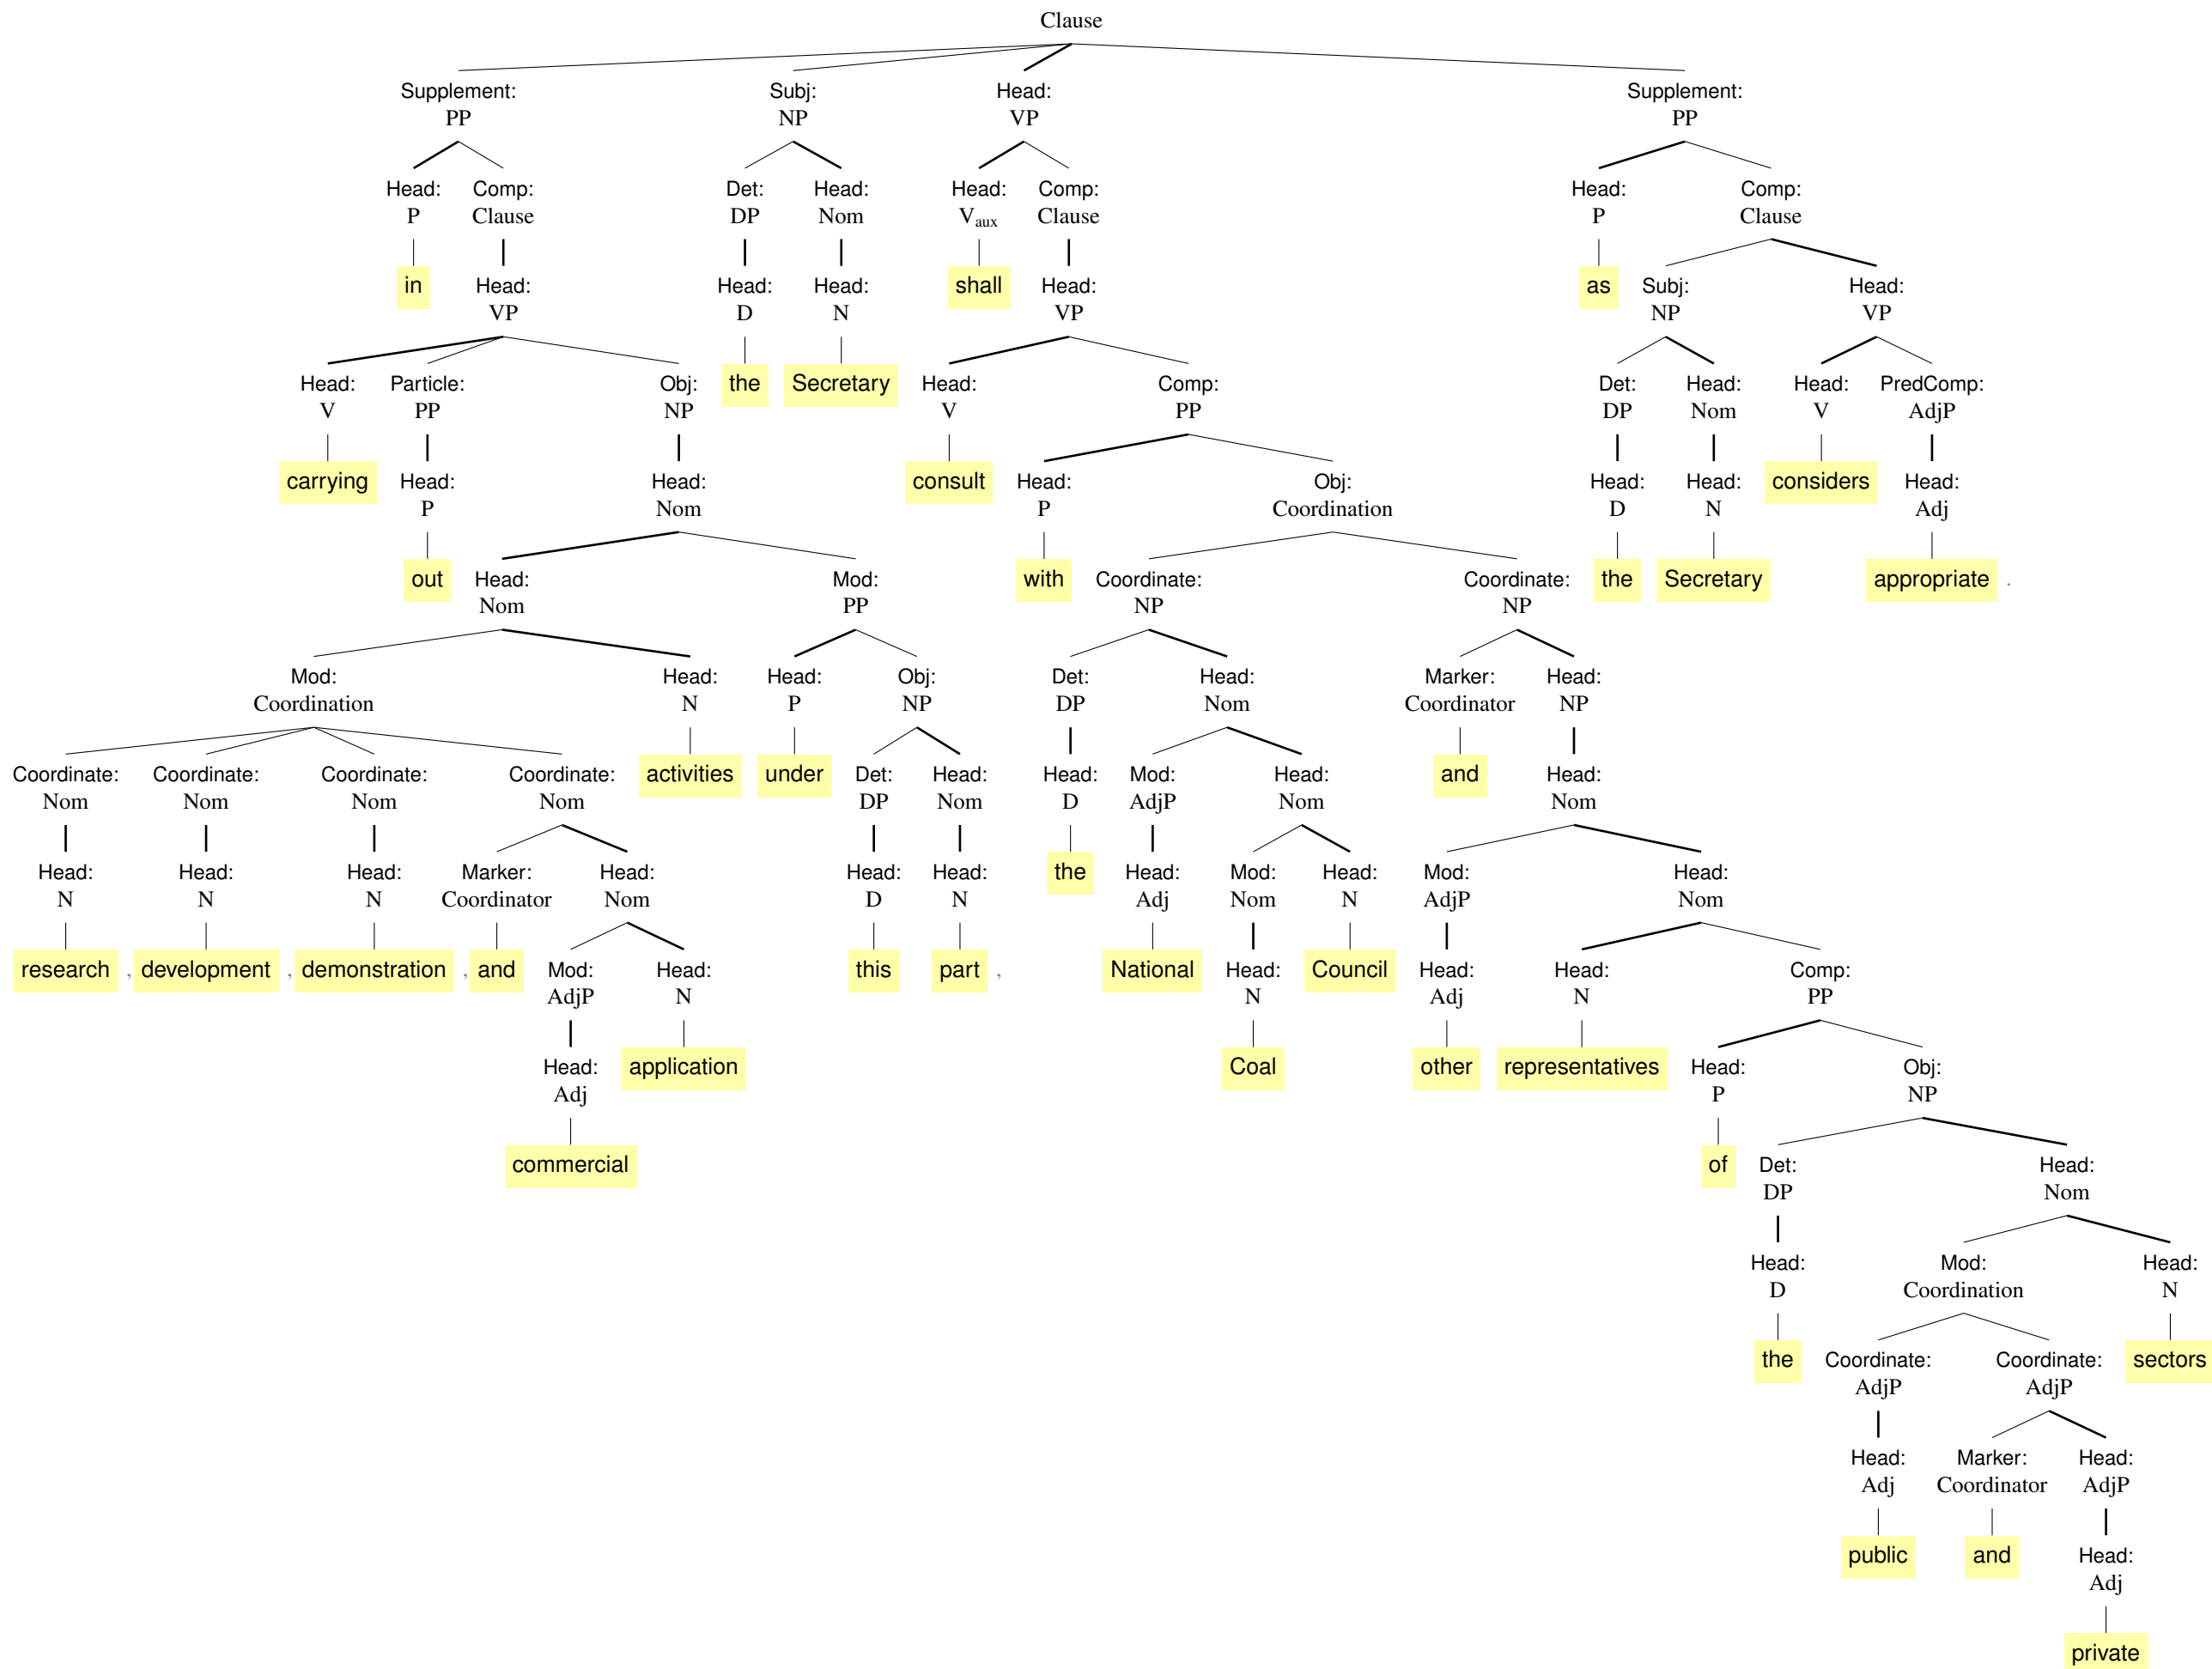 Clause
Supplement: Subj: Head: Supplement:
PP NP VP PP
Head: Comp: Det: Head: Head: Comp: Head: Comp:
P Clause DP Nom Vaux Clause P Clause
in Head: Head: Head: shall Head: as Subj: Head:
VP D N VP NP VP
Head: Particle: Obj: the Secretary Head: Comp: Det: Head: Head: PredComp:
V PP NP V PP DP Nom V AdjP
carrying Head: Head: consult Head: Obj: Head: Head: considers Head:
P Nom P Coordination D N Adj
out Head: Mod: with Coordinate: Coordinate: the Secretary appropriate .
Nom PP NP NP
Mod: Head: Head: Obj: Det: Head: Marker: Head:
Coordination N P NP DP Nom Coordinator NP
Coordinate: Coordinate: Coordinate: Coordinate: activities under Det: Head: Head: Mod: Head: and Head:
Nom Nom Nom Nom DP Nom D AdjP Nom Nom
Head: Head: Head: Marker: Head: Head: Head: the Head: Mod: Head: Mod: Head:
N N N Coordinator Nom D N Adj Nom N AdjP Nom
research , development , demonstration , and Mod: Head: this part , National Head: Council Head: Head: Comp:
AdjP N N Adj N PP
Head: application Coal other representatives Head: Obj:
Adj P NP
commercial of Det: Head:
DP Nom
Head: Mod: Head:
D Coordination N
the Coordinate: Coordinate: sectors
AdjP AdjP
Head: Marker: Head:
Adj Coordinator AdjP
public and Head:
Adj
private